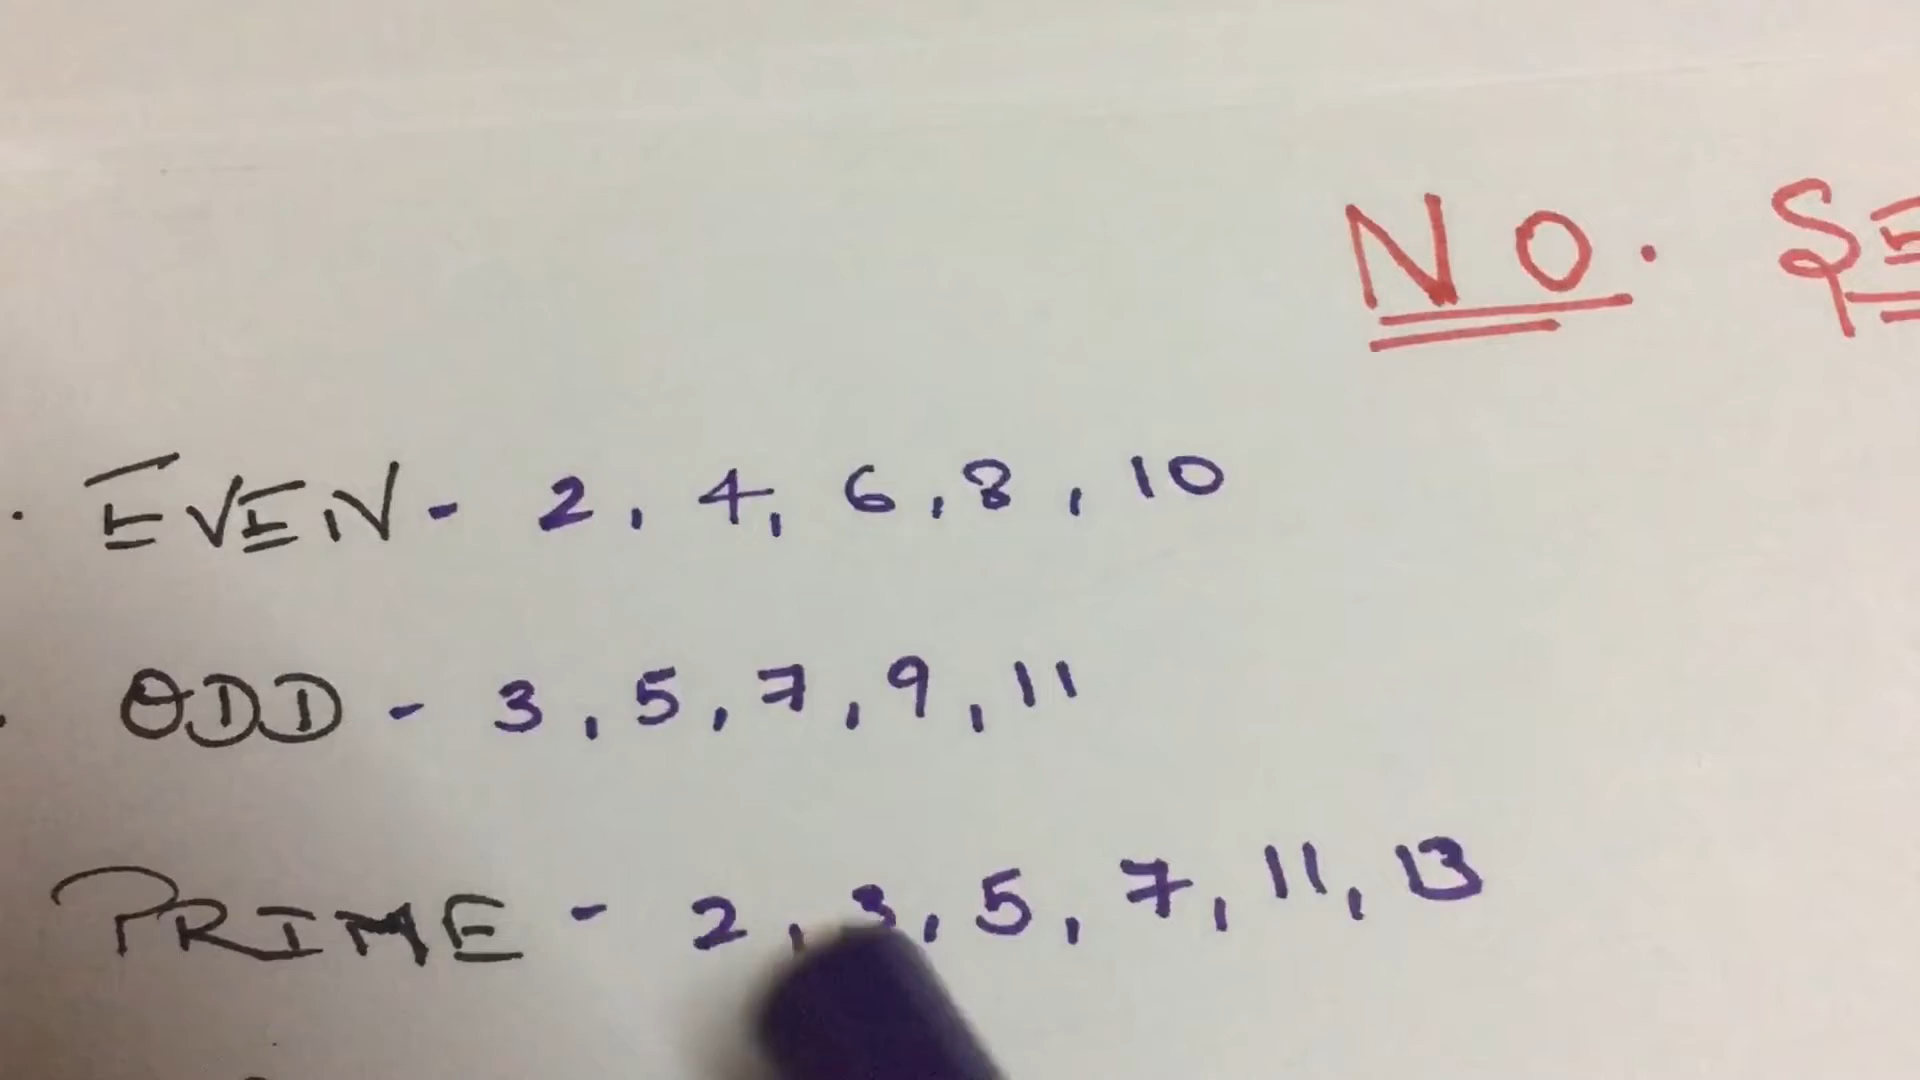 NO. SE
· EVEN - 2, 4, 6, 8, 10
· ODD - 3, 5, 7, 9, 11
PRIME - 2, 3, 5, 7, 11, 13